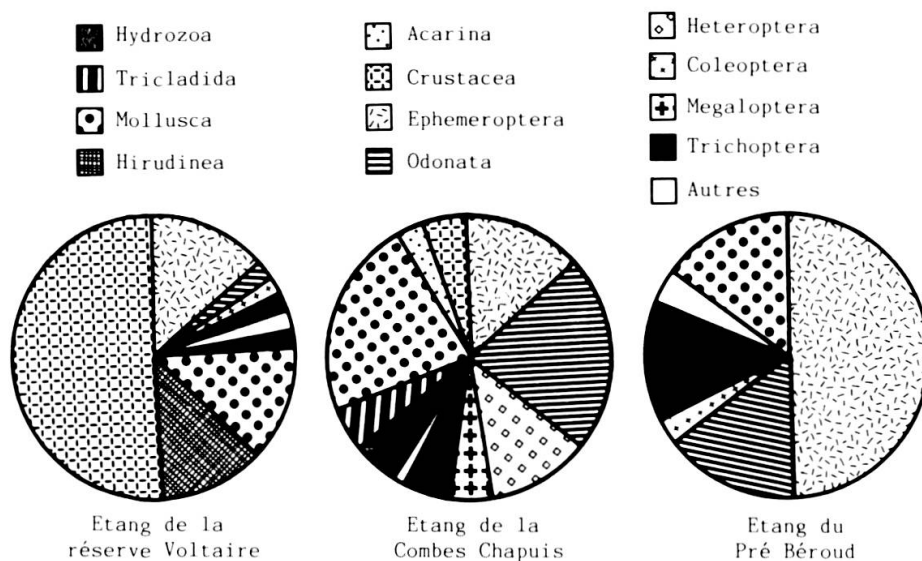 Hydrozoa
Tricladida
Mollusca
Hirudinea
Acarina
Crustacea
Ephemeroptera
Odonata
Heteroptera
Coleoptera
Megaloptera
Trichoptera
Autres
Etang de la
réserve Voltaire
Etang de la
Combes Chapuis
Etang du
Pré Béroud